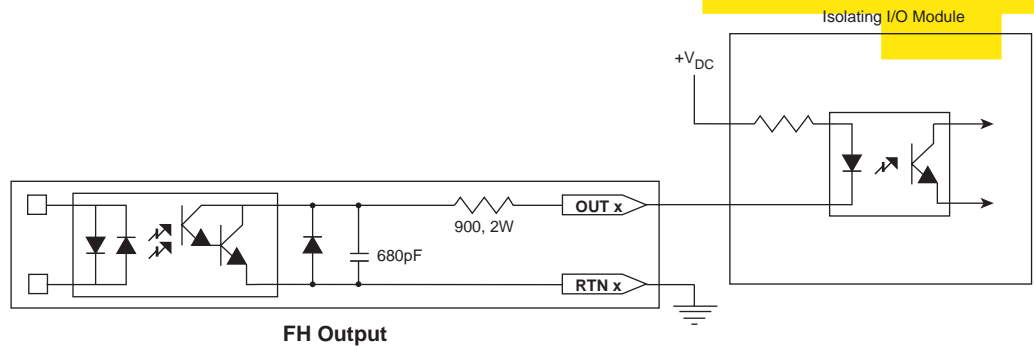 Isolating I/O Module
+VDC
OUT x
900, 2W
680pF
RTN x
FH Output